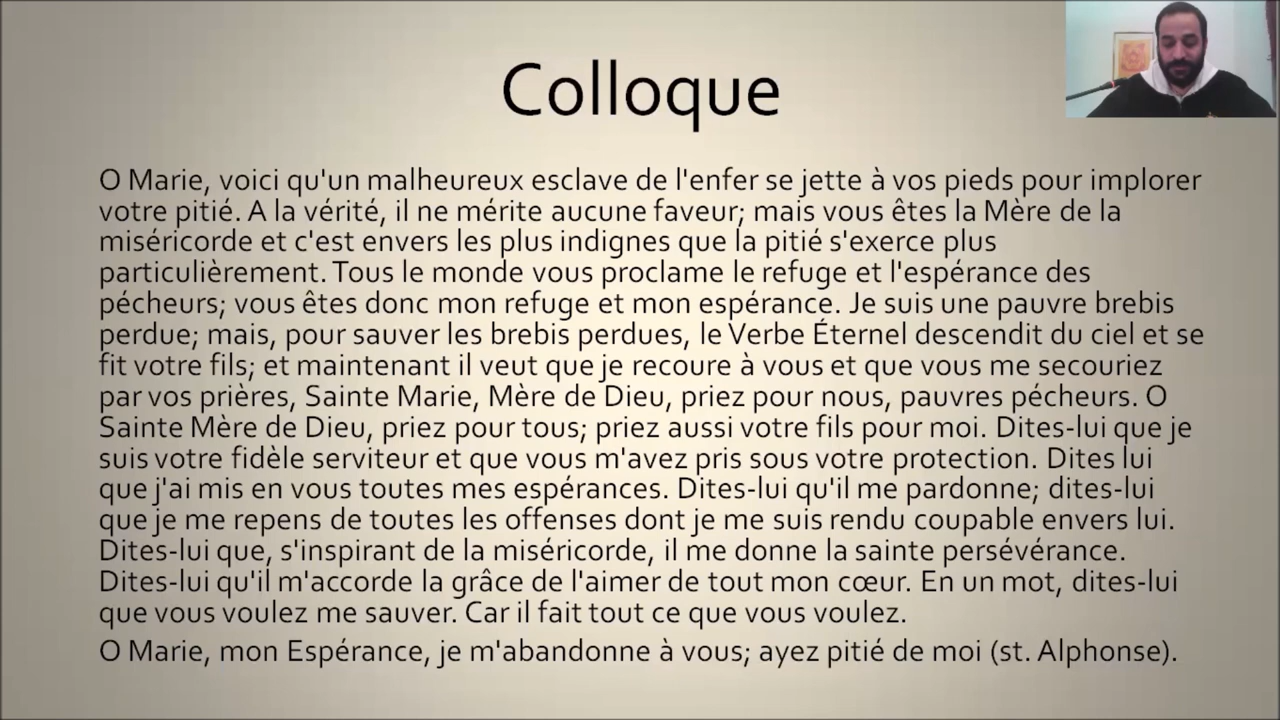 Colloque
O Marie, voici qu'un malheureux esclave de l'enfer se jette à vos pieds pour implorer
votre pitié. A la vérité, il ne mérite aucune faveur; mais vous êtes la Mère de la
miséricorde et c'est envers les plus indignes que la pitié s'exerce plus
particulièrement. Tous le monde vous proclame le refuge et l'espérance des
pécheurs; vous êtes donc mon refuge et mon espérance. Je suis une pauvre brebis
perdue; mais, pour sauver les brebis perdues, le Verbe Éternel descendit du ciel et se
fit votre fils; et maintenant il veut que je recoure à vous et que vous me secouriez
par vos prières, Sainte Marie, Mère de Dieu, priez pour nous, pauvres pécheurs. O
Sainte Mère de Dieu, priez pour tous; priez aussi votre fils pour moi. Dites-lui que je
suis votre fidèle serviteur et que vous m'avez pris sous votre protection. Dites lui
que j'ai mis en vous toutes mes espérances. Dites-lui qu'il me pardonne; dites-lui
que je me repens de toutes les offenses dont je me suis rendu coupable envers lui.
Dites-lui que, s'inspirant de la miséricorde, il me donne la sainte persévérance.
Dites-lui qu'il m'accorde la grâce de l'aimer de tout mon cœur. En un mot, dites-lui
que vous voulez me sauver. Car il fait tout ce que vous voulez.
O Marie, mon Espérance, je m'abandonne à vous; ayez pitié de moi (st. Alphonse).